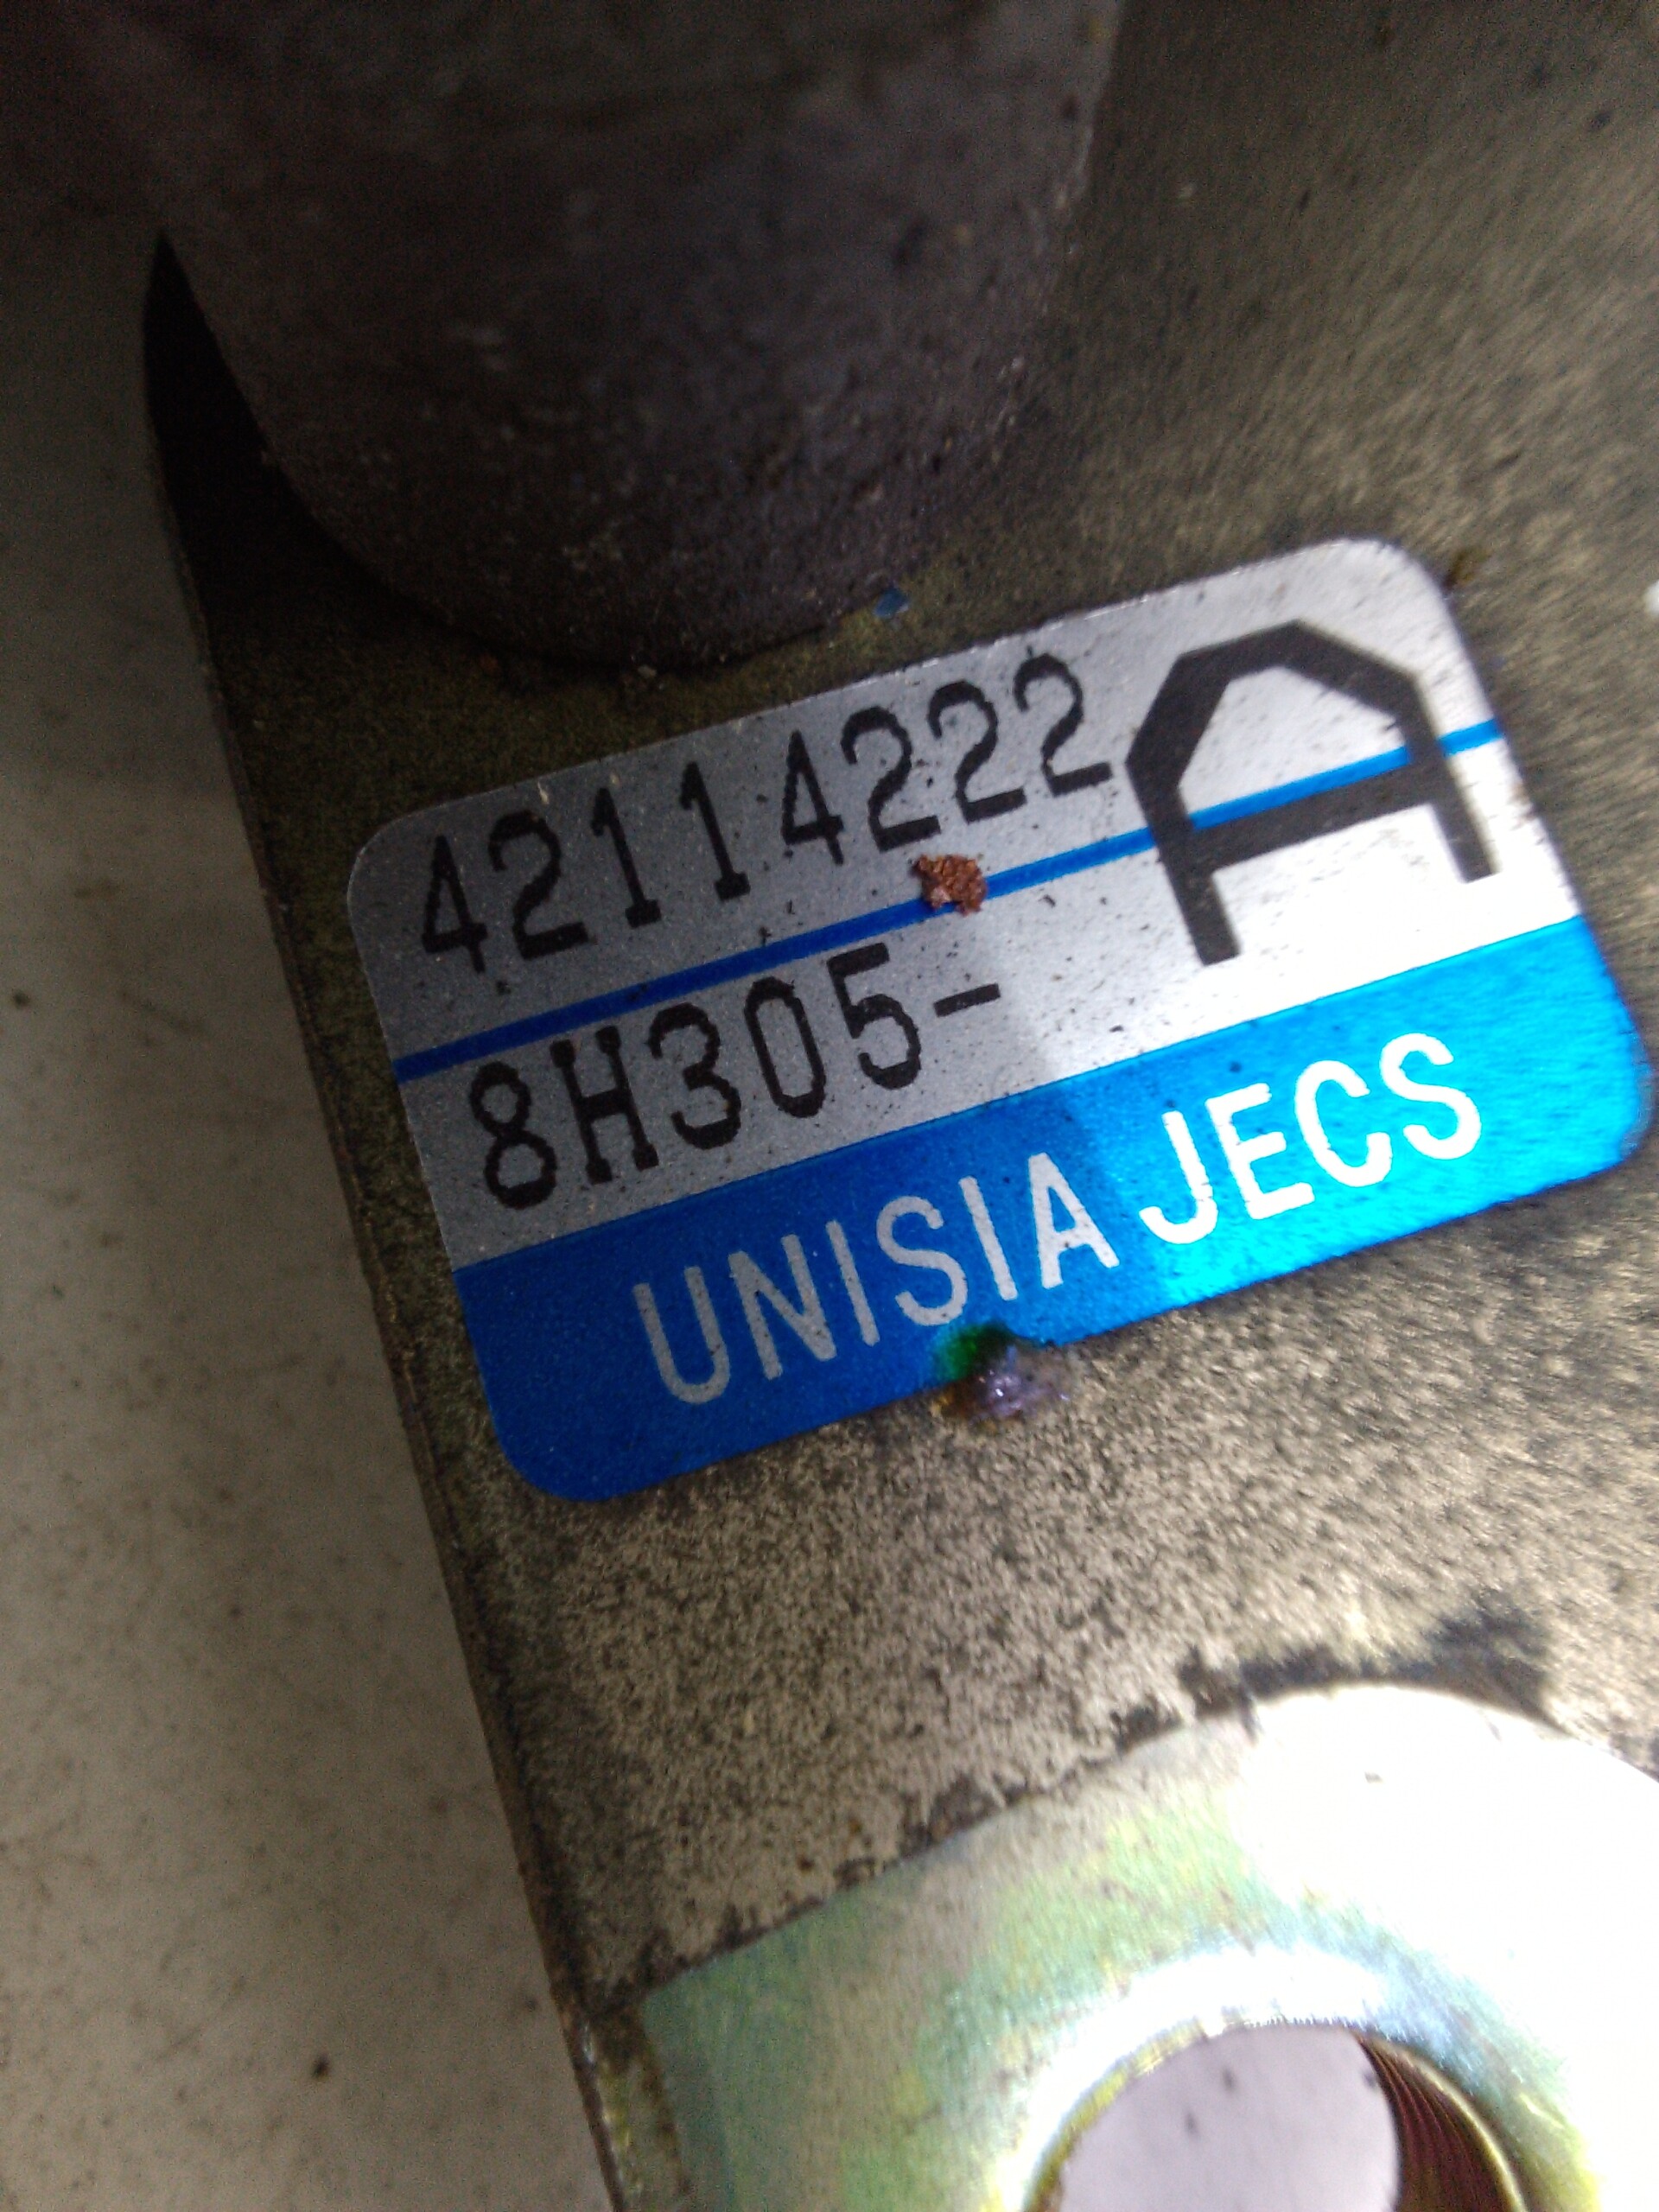 42114222
A
8H305-
UNISIA JECS